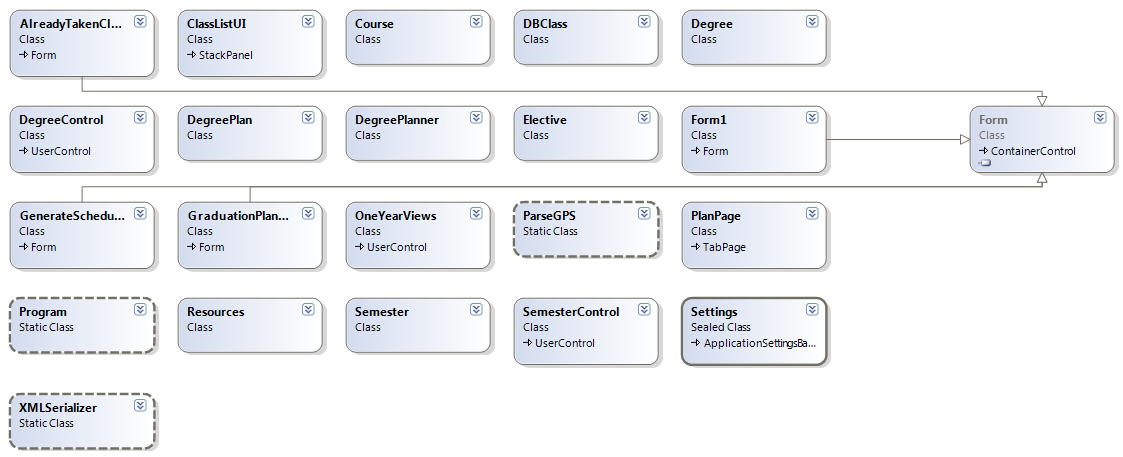 AlreadyTakenCl...
Class
Form
ClassListUI
Class
StackPanel
Course
Class
DBClass
Class
Degree
Class
DegreeControl
Class
UserControl
DegreePlan
Class
DegreePlanner
Class
Elective
Class
Form1
Class
Form
Form
Class
ContainerControl
GenerateSchedu...
Class
Form
GraduationPlan...
Class
Form
OneYearViews
Class
UserControl
ParseGPS
Static Class
PlanPage
Class
TabPage
Program
Static Class
Resources
Class
Semester
Class
SemesterControl
Class
UserControl
Settings
Sealed Class
ApplicationSettingsBa...
XMLSerializer
Static Class